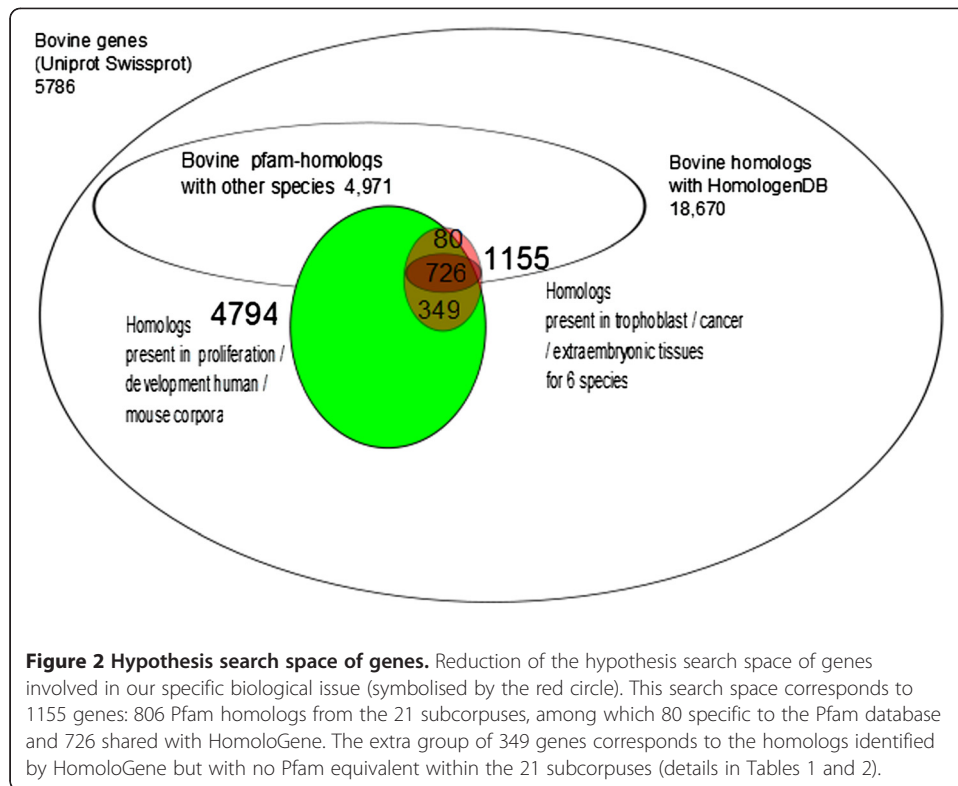 Bovine genes
(Uniprot Swissprot)
5786
Bovine pfam-homologs
with other species 4,971
Bovine homologs
with HomologenDB
18,670
80
1155
726
349
4794
Homologs
present in proliferation /
development human /
mouse corpora
Homologs
present in trophoblast / cancer
/ extraembryonic tissues
for 6 species
Figure 2 Hypothesis search space of genes. Reduction of the hypothesis search space of genes
involved in our specific biological issue (symbolised by the red circle). This search space corresponds to
1155 genes: 806 Pfam homologs from the 21 subcorpuses, among which 80 specific to the Pfam database
and 726 shared with HomoloGene. The extra group of 349 genes corresponds to the homologs identified
by HomoloGene but with no Pfam equivalent within the 21 subcorpuses (details in Tables 1 and 2).